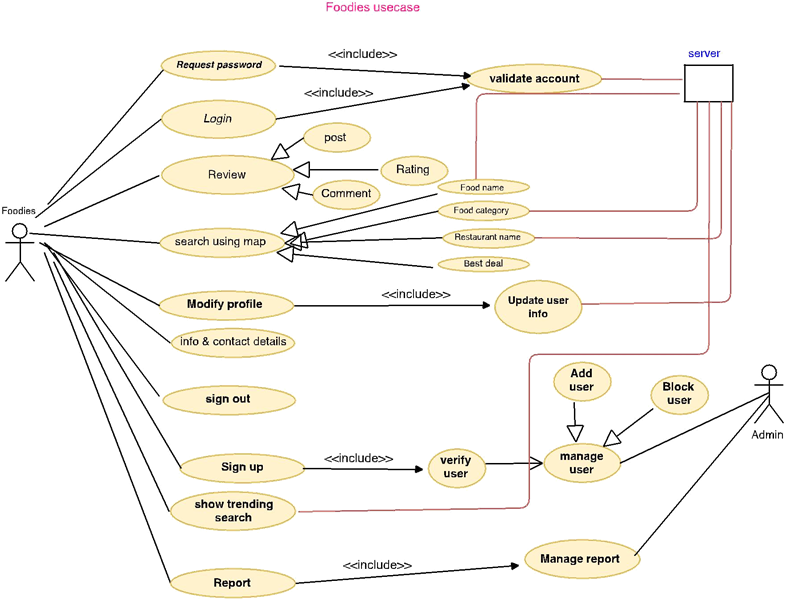 Foodies usecase
server
<<include>>
Request password
validate account
<<include>>
Login
post
Review
Rating
Comment
Food name
Foodies
Food category
search using map
Restaurant name
Best deal
<<include>>
Modify profile
Update user
info
info & contact details
Add
user
Block
user
sign out
Admin
<<include>>
Sign up
verify
user
manage
user
show trending
search
Manage report
<<include>>
Report